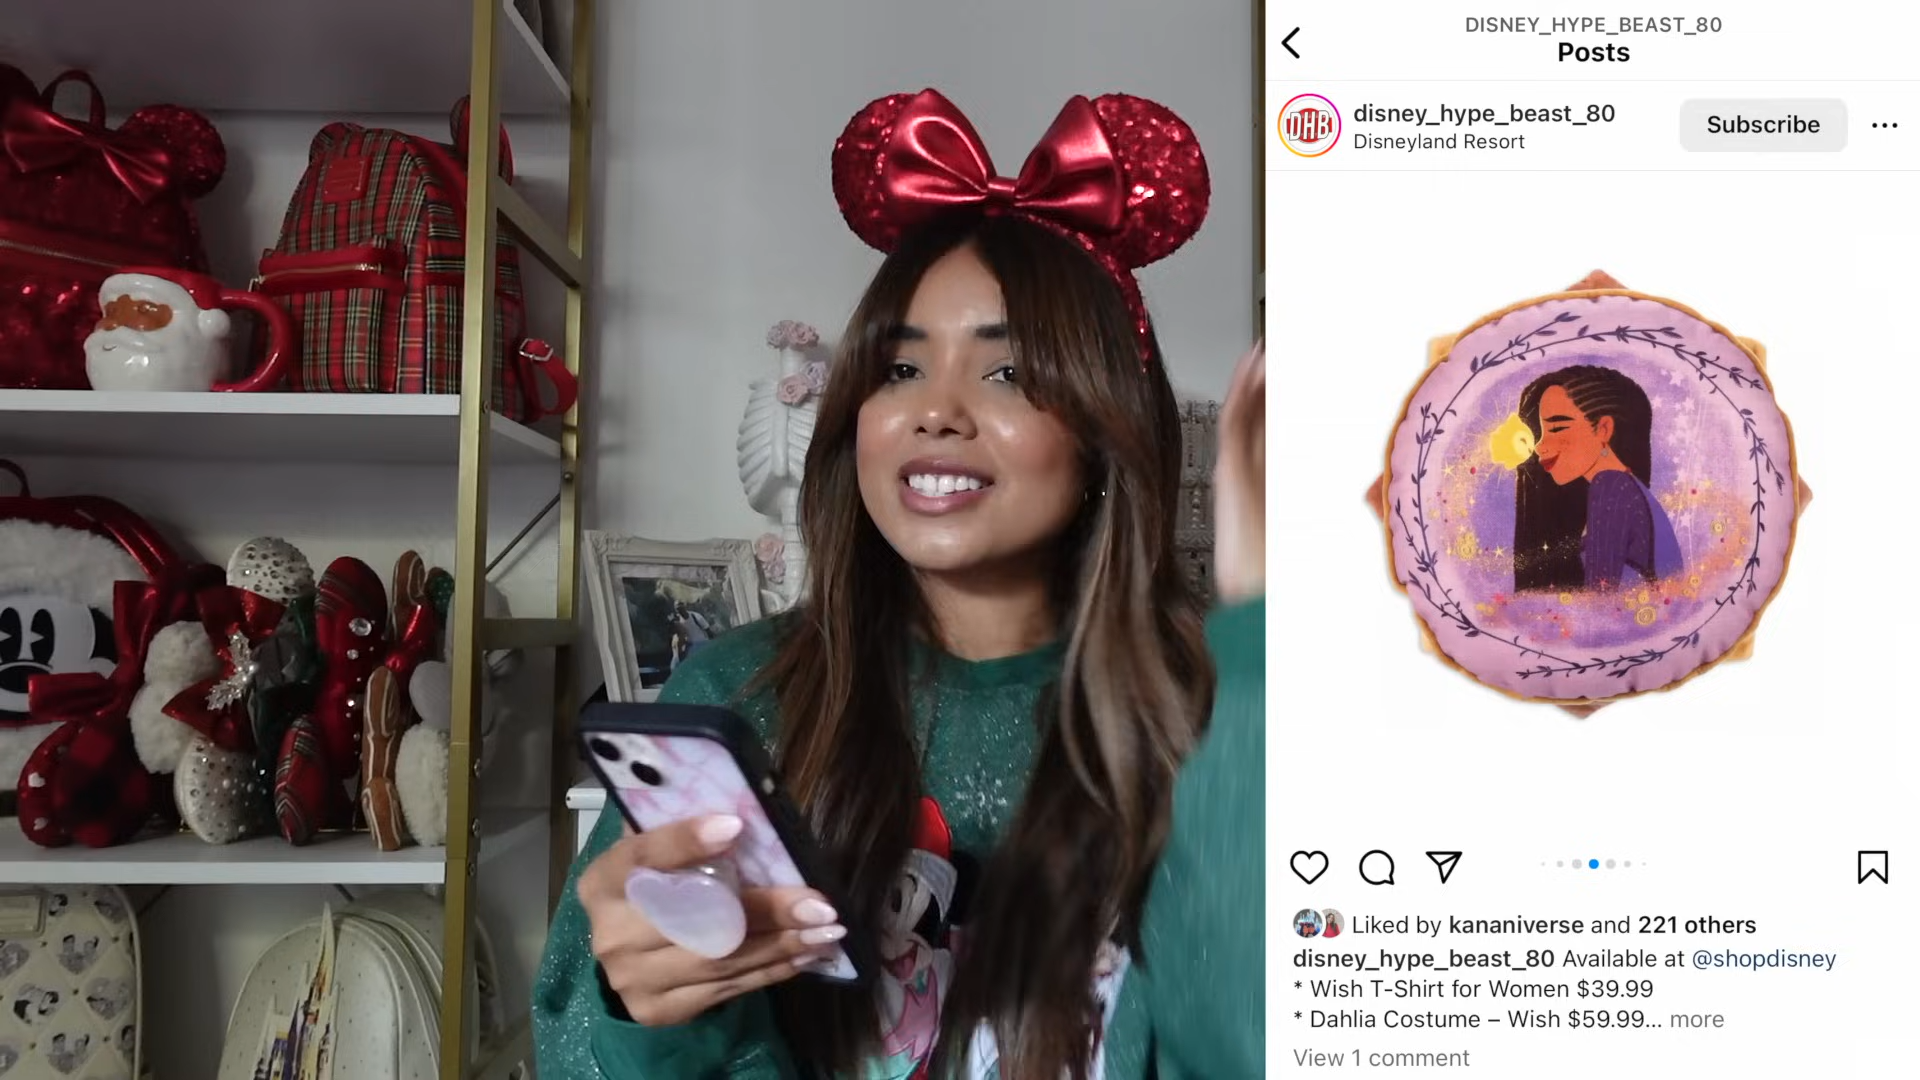 DISNEY_HYPE_BEAST_80
Posts
DHB
disney_hype_beast_80
Disneyland Resort
Subscribe
Liked by kananiverse and 221 others
disney_hype_beast_80 Available at @shopdisney
* Wish T-Shirt for Women $39.99
* Dahlia Costume – Wish $59.99... more
View 1 comment